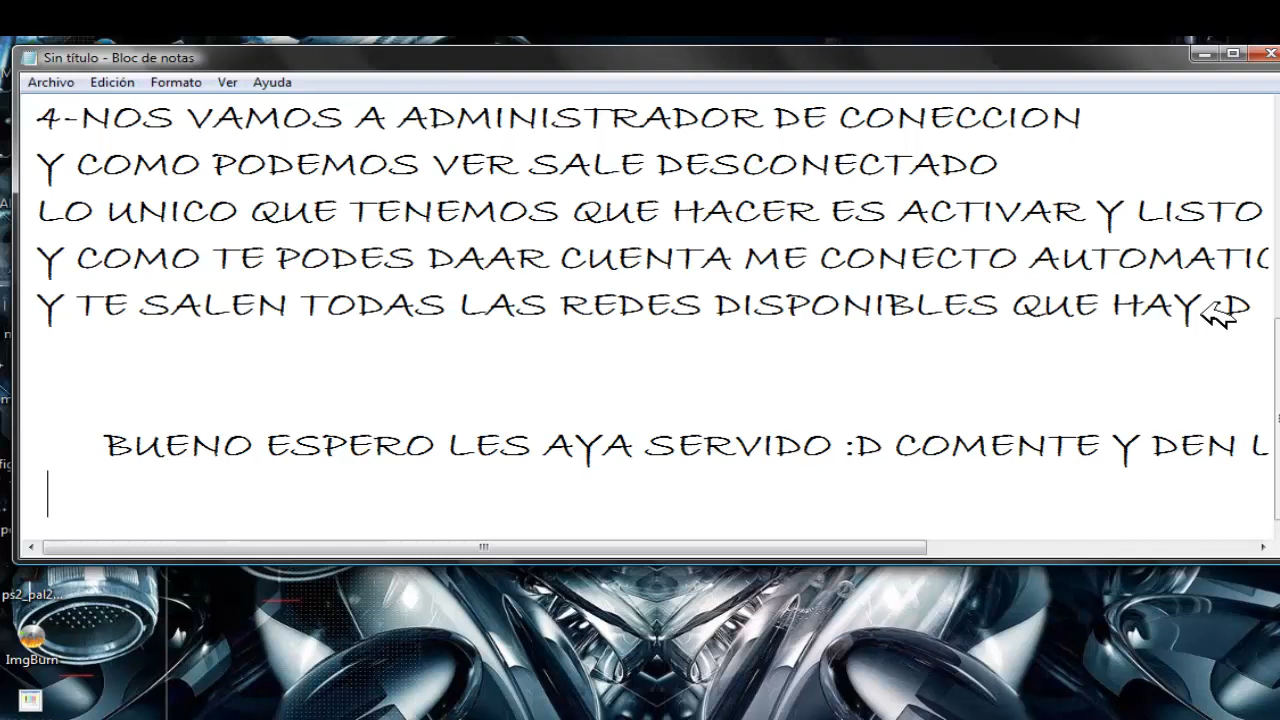 Sin título - Bloc de notas
Archivo Edición Formato Ver Ayuda
4-NOS VAMOS A ADMINISTRADOR DE CONECCION
Y COMO PODEMOS VER SALE DESCONECTADO
LO UNICO QUE TENEMOS QUE HACER ES ACTIVAR Y LISTO
Y COMO TE PODES DAAR CUENTA ME CONECTO AUTOMATIC
Y TE SALEN TODAS LAS REDES DISPONIBLES QUE HAY :D
BUENO ESPERO LES AYA SERVIDO :D COMENTE Y DEN L
ps2_pal2...
ImgBurn